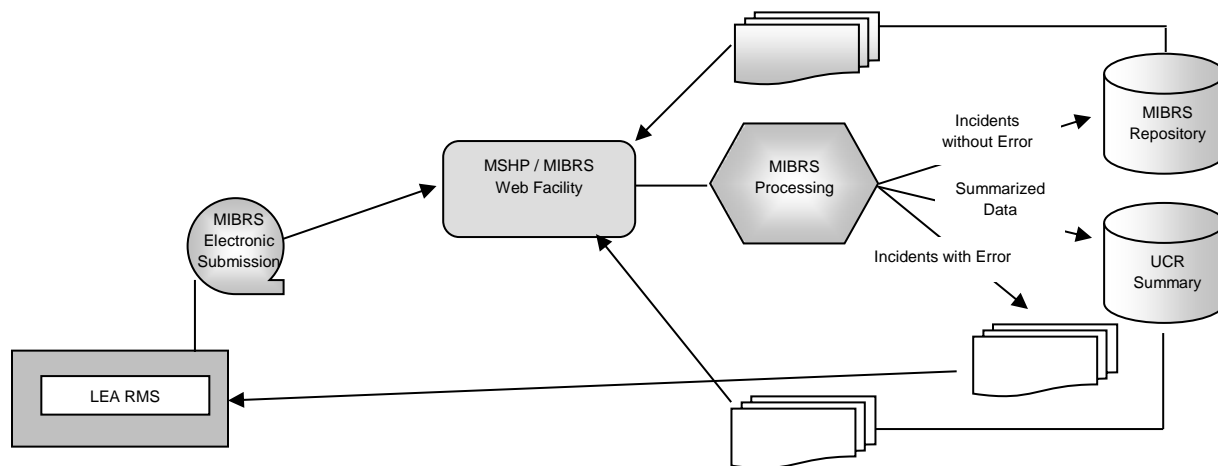 MIBRS
Repository
Incidents
without Error
MSHP / MIBRS
Web Facility
MIBRS
Processing
Summarized
Data
MIBRS
Electronic
Submission
Incidents with Error
UCR
Summary
LEA RMS